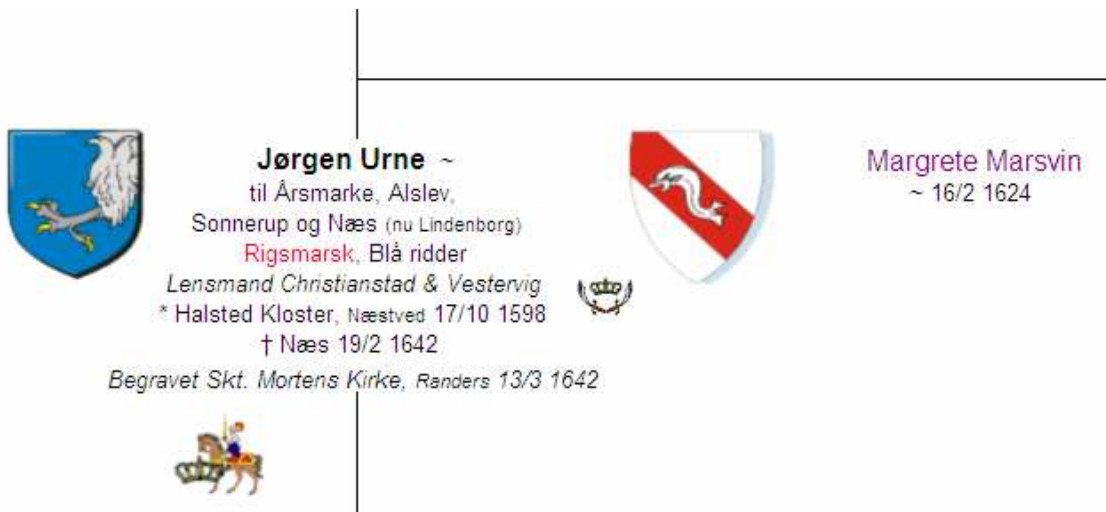 Jørgen Urne ~
til Årsmarke, Alslev,
Sonnerup og Næs (nu Lindenborg)
Rigsmarsk, Blå ridder
Lensmand Christianstad & Vestervig
* Halsted Kloster, Næstved 17/10 1598
† Næs 19/2 1642
Begravet Skt. Mortens Kirke, Randers 13/3 1642
Margrete Marsvin
~ 16/2 1624